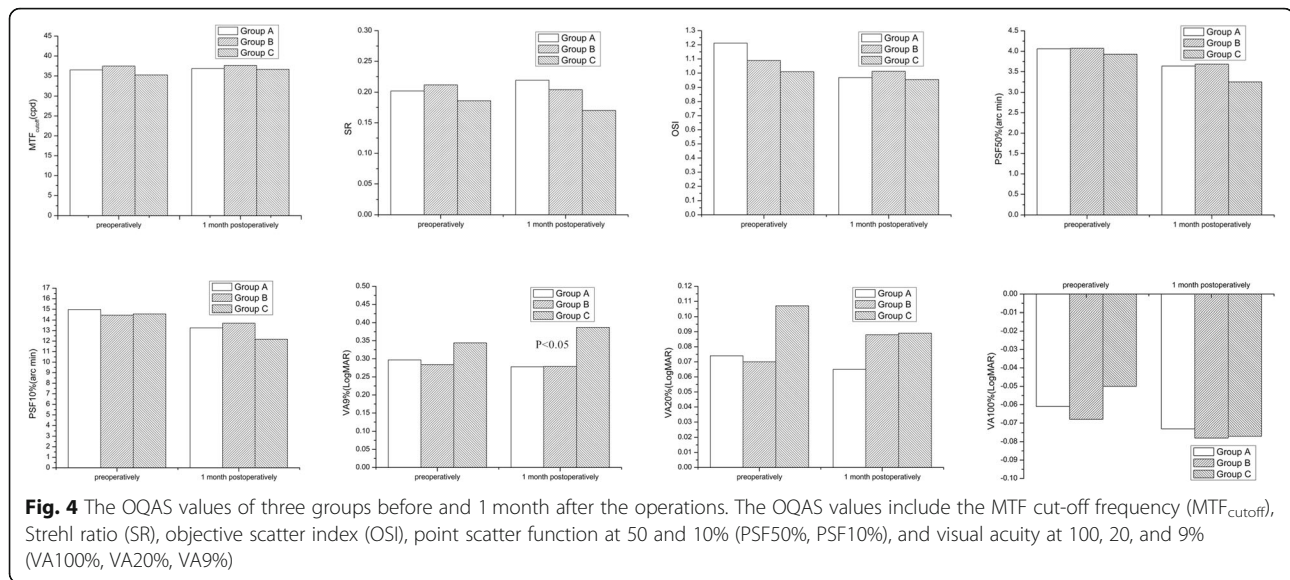 45
40
35
30
25
20
15
10
5
0
MTF cutoff (cpd)
Group A
Group B
Group C
preoperatively
1 month postoperatively
0.30
0.25
0.20
0.15
0.10
0.05
0.00
SR
Group A
Group B
Group C
preoperatively
1 month postoperatively
1.3
1.2
1.1
1.0
0.9
0.8
0.7
0.6
0.5
0.4
0.3
0.2
0.1
0.0
OSI
Group A
Group B
Group C
preoperatively
1 month postoperatively
4.5
4.0
3.5
3.0
2.5
2.0
1.5
1.0
0.5
0.0
PSF50%(arc min)
Group A
Group B
Group C
preoperatively
1 month postoperatively
17
16
15
14
13
12
11
10
9
8
7
6
5
4
3
2
1
0
PSF10%(arc min)
Group A
Group B
Group C
preoperatively
1 month postoperatively
0.50
0.45
0.40
0.35
0.30
0.25
0.20
0.15
0.10
0.05
0.00
VA9%(LogMAR)
Group A
Group B
Group C
P<0.05
preoperatively
1 month postoperatively
0.12
0.11
0.10
0.09
0.08
0.07
0.06
0.05
0.04
0.03
0.02
0.01
0.00
VA20%(LogMAR)
Group A
Group B
Group C
preoperatively
1 month postoperatively
preoperatively
1 month postoperatively
0.00
-0.01
-0.02
-0.03
-0.04
-0.05
-0.06
-0.07
-0.08
-0.09
-0.10
VA100%(LogMAR)
Group A
Group B
Group C
Fig. 4 The OQAS values of three groups before and 1 month after the operations. The OQAS values include the MTF cut-off frequency (MTFcutoff),
Strehl ratio (SR), objective scatter index (OSI), point scatter function at 50 and 10% (PSF50%, PSF10%), and visual acuity at 100, 20, and 9%
(VA100%, VA20%, VA9%)